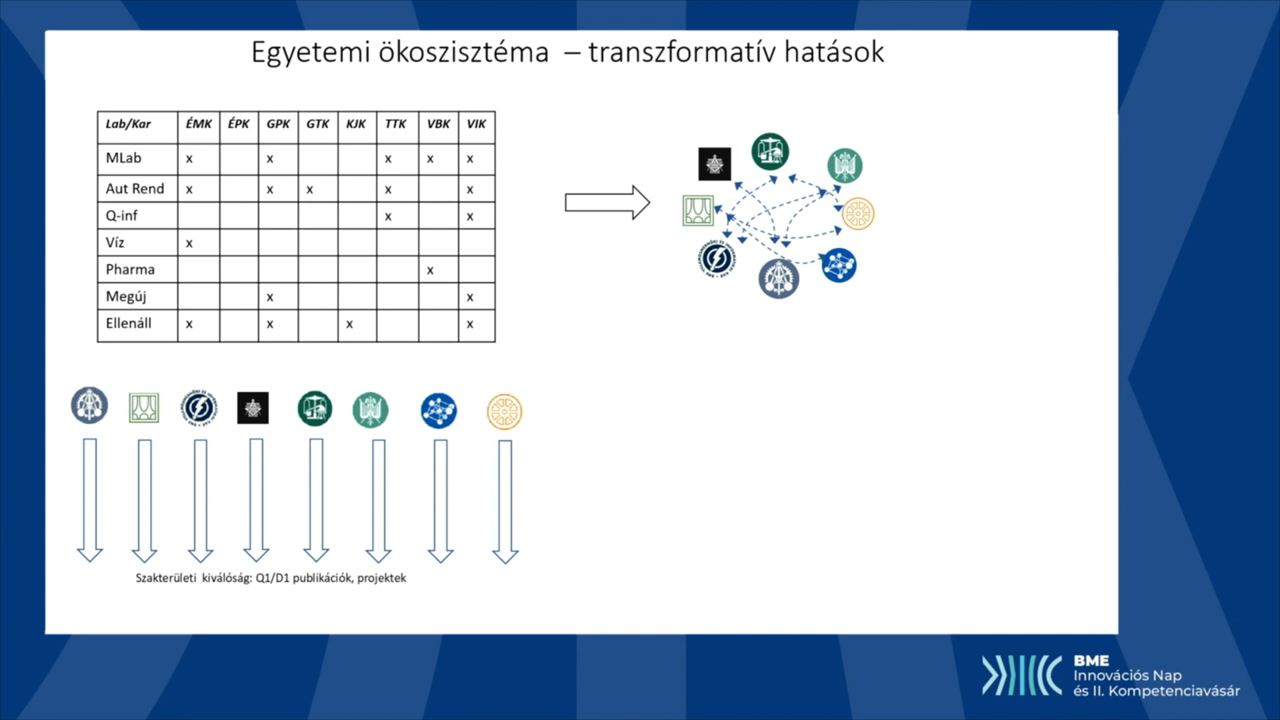 Egyetemi ökoszisztéma – transzformatív hatások
Lab/Kar ÉMK ÉPK GPK GTK KJK TTK VBK VIK
MLab x x x x x
Aut Rend x x x x x
Q-inf x x
Víz x
Pharma x
Megúj x x
Ellenáll x x x x
Szakterületi kiválóság: Q1/D1 publikációk, projektek
BME
Innovációs Nap
és II. Kompetenciavásár